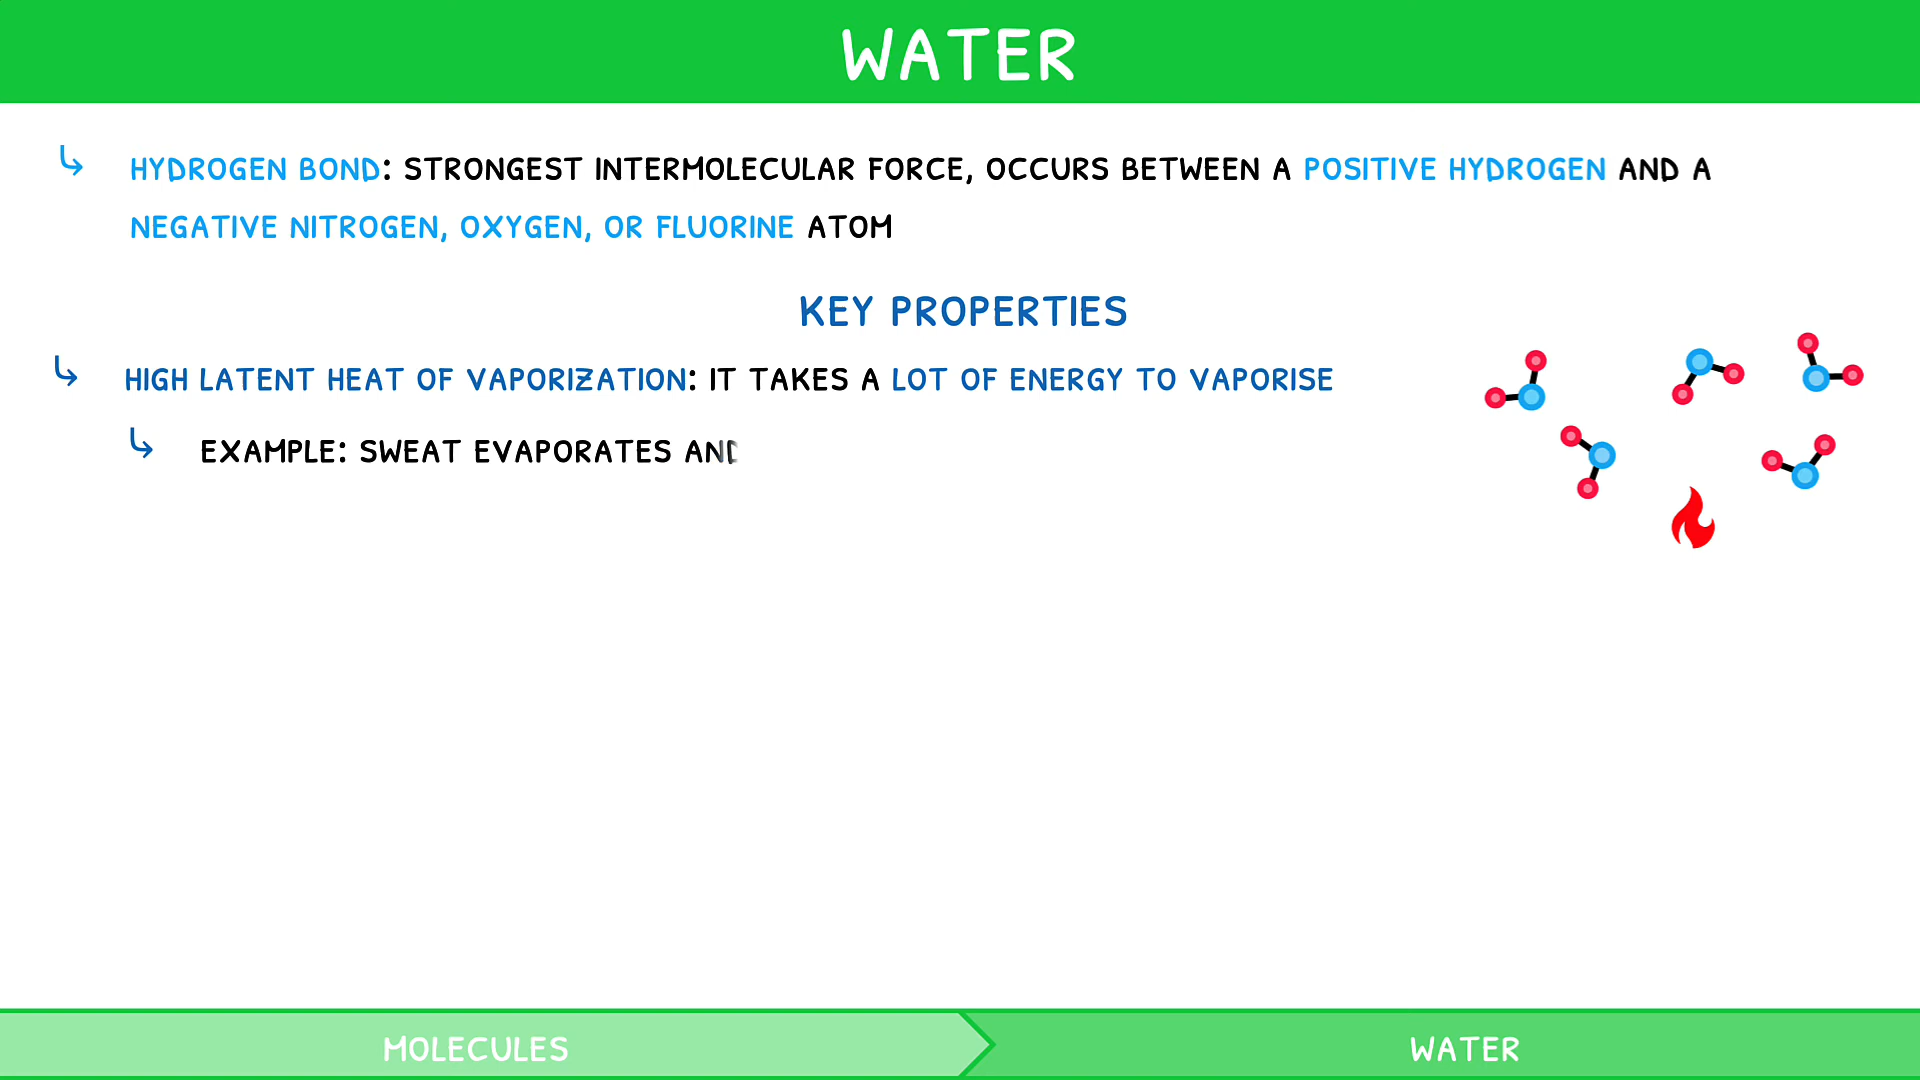 WATER
HYDROGEN BOND: STRONGEST INTERMOLECULAR FORCE, OCCURS BETWEEN A POSITIVE HYDROGEN AND A
NEGATIVE NITROGEN, OXYGEN, OR FLUORINE ATOM
KEY PROPERTIES
HIGH LATENT HEAT OF VAPORIZATION: IT TAKES A LOT OF ENERGY TO VAPORISE
EXAMPLE: SWEAT EVAPORATES AND
MOLECULES
WATER